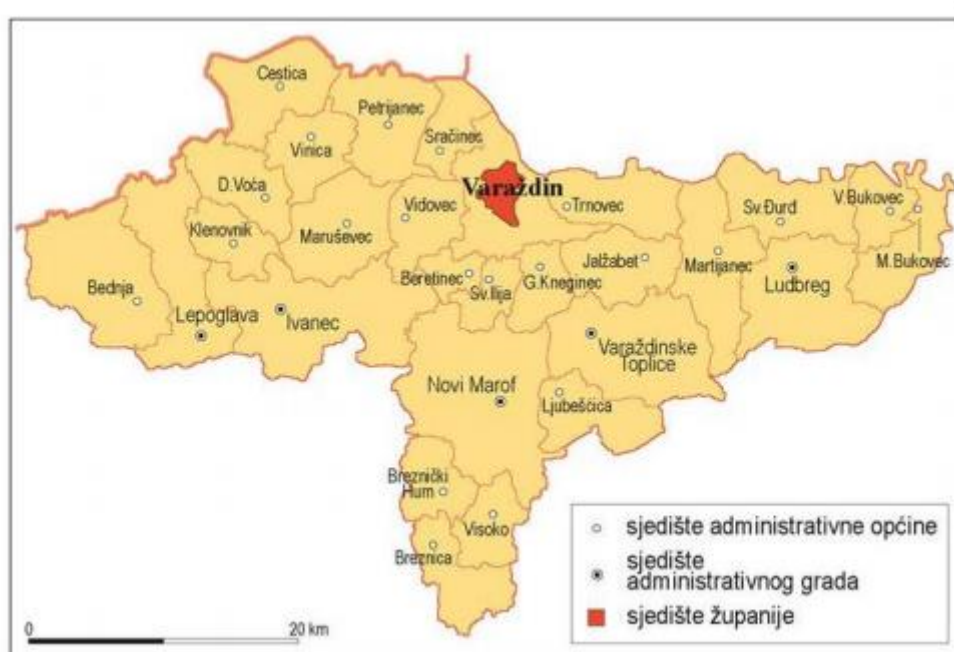 Cestica
Petrijanec
Sračinec
Vinica
Varaždin
D.Voća
Vidovec
Trnovec
V.Bukovec
Sv.Đurd
Klenovnik
Maruševec
Jalžabet
Martijanec
M.Bukovec
Beretinec
Sv.Ilija
G.Kneginec
Ludbreg
Bednja
Lepoglava
Ivanec
Varaždinske
Toplice
Novi Marof
Ljubešćica
Breznički
Hum
Visoko
Breznica
sjedište administrativne općine
sjedište
administrativnog grada
sjedište županije
0
20 km